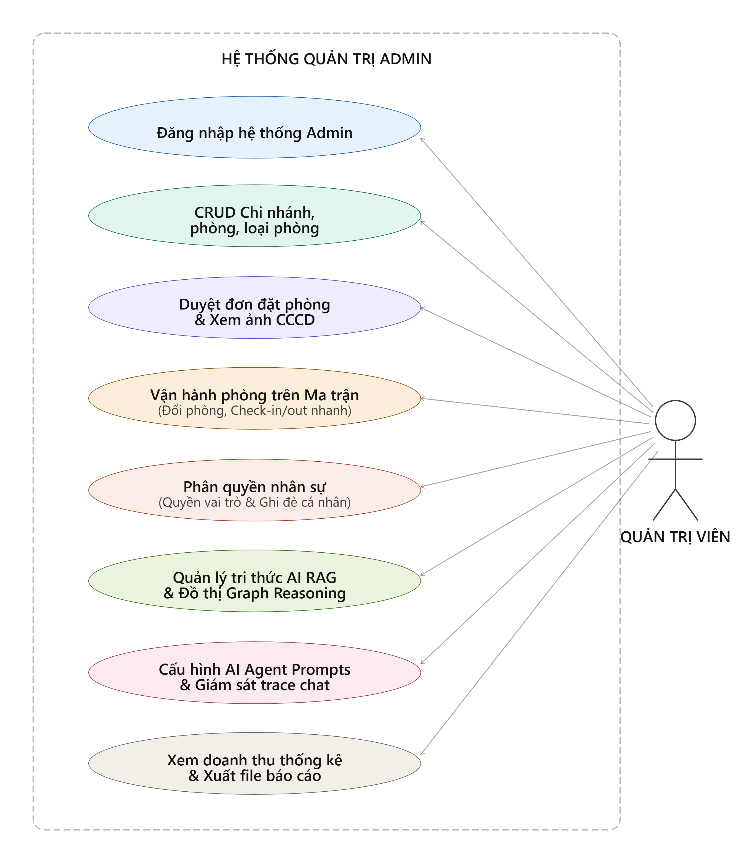 HỆ THỐNG QUẢN TRỊ ADMIN
Đăng nhập hệ thống Admin
CRUD Chi nhánh,
phòng, loại phòng
Duyệt đơn đặt phòng
& Xem ảnh CCCD
Vận hành phòng trên Ma trận
(Đổi phòng, Check-in/out nhanh)
Phân quyền nhân sự
(Quyền vai trò & Ghi đè cá nhân)
QUẢN TRỊ VIÊN
Quản lý tri thức AI RAG
& Đồ thị Graph Reasoning
Cấu hình AI Agent Prompts
& Giám sát trace chat
Xem doanh thu thống kê
& Xuất file báo cáo